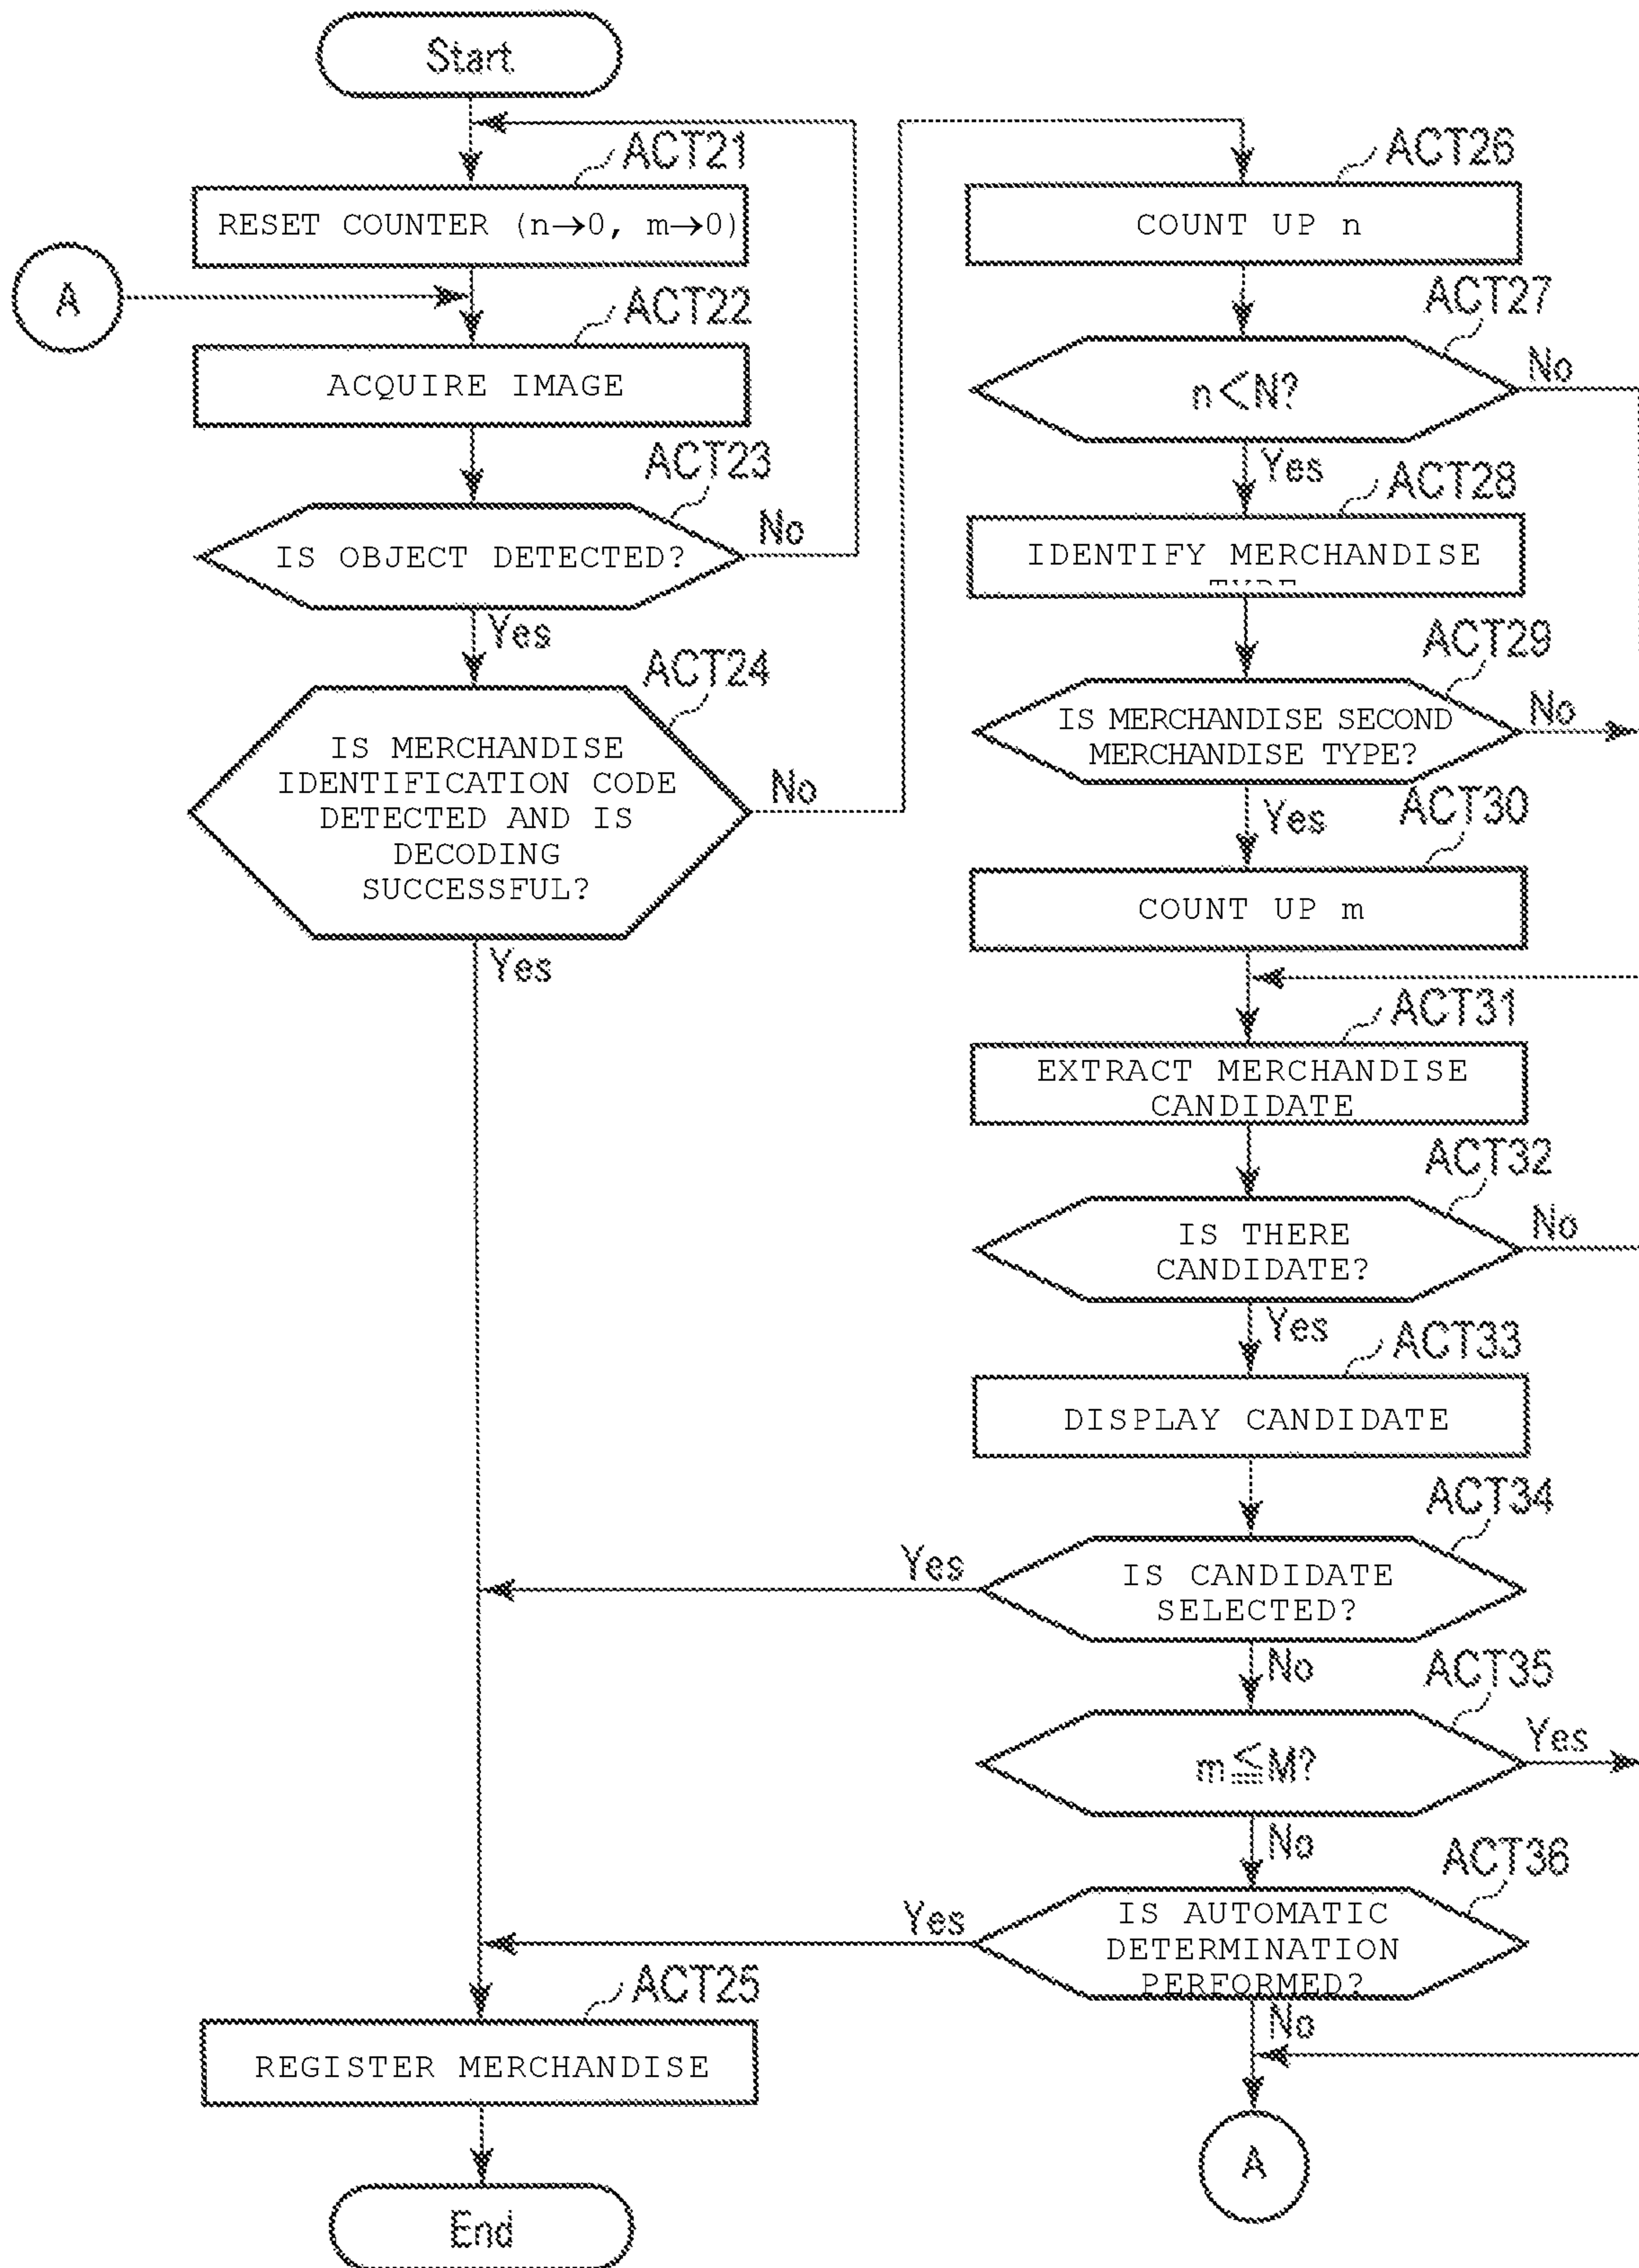 Start
ACT21
RESET COUNTER (n→0, m→0)
A
ACT22
ACQUIRE IMAGE
ACT23
IS OBJECT DETECTED?
No
Yes
ACT24
IS MERCHANDISE
IDENTIFICATION CODE
DETECTED AND IS
DECODING
SUCCESSFUL?
No
Yes
ACT26
COUNT UP n
ACT27
n<N?
No
Yes
ACT28
IDENTIFY MERCHANDISE
TYPE
ACT29
IS MERCHANDISE SECOND
MERCHANDISE TYPE?
No
Yes
ACT30
COUNT UP m
ACT31
EXTRACT MERCHANDISE
CANDIDATE
ACT32
IS THERE
CANDIDATE?
No
Yes
ACT33
DISPLAY CANDIDATE
ACT34
IS CANDIDATE
SELECTED?
Yes
No
ACT35
m≦M?
Yes
No
ACT36
IS AUTOMATIC
DETERMINATION
PERFORMED?
Yes
No
A
ACT25
REGISTER MERCHANDISE
End